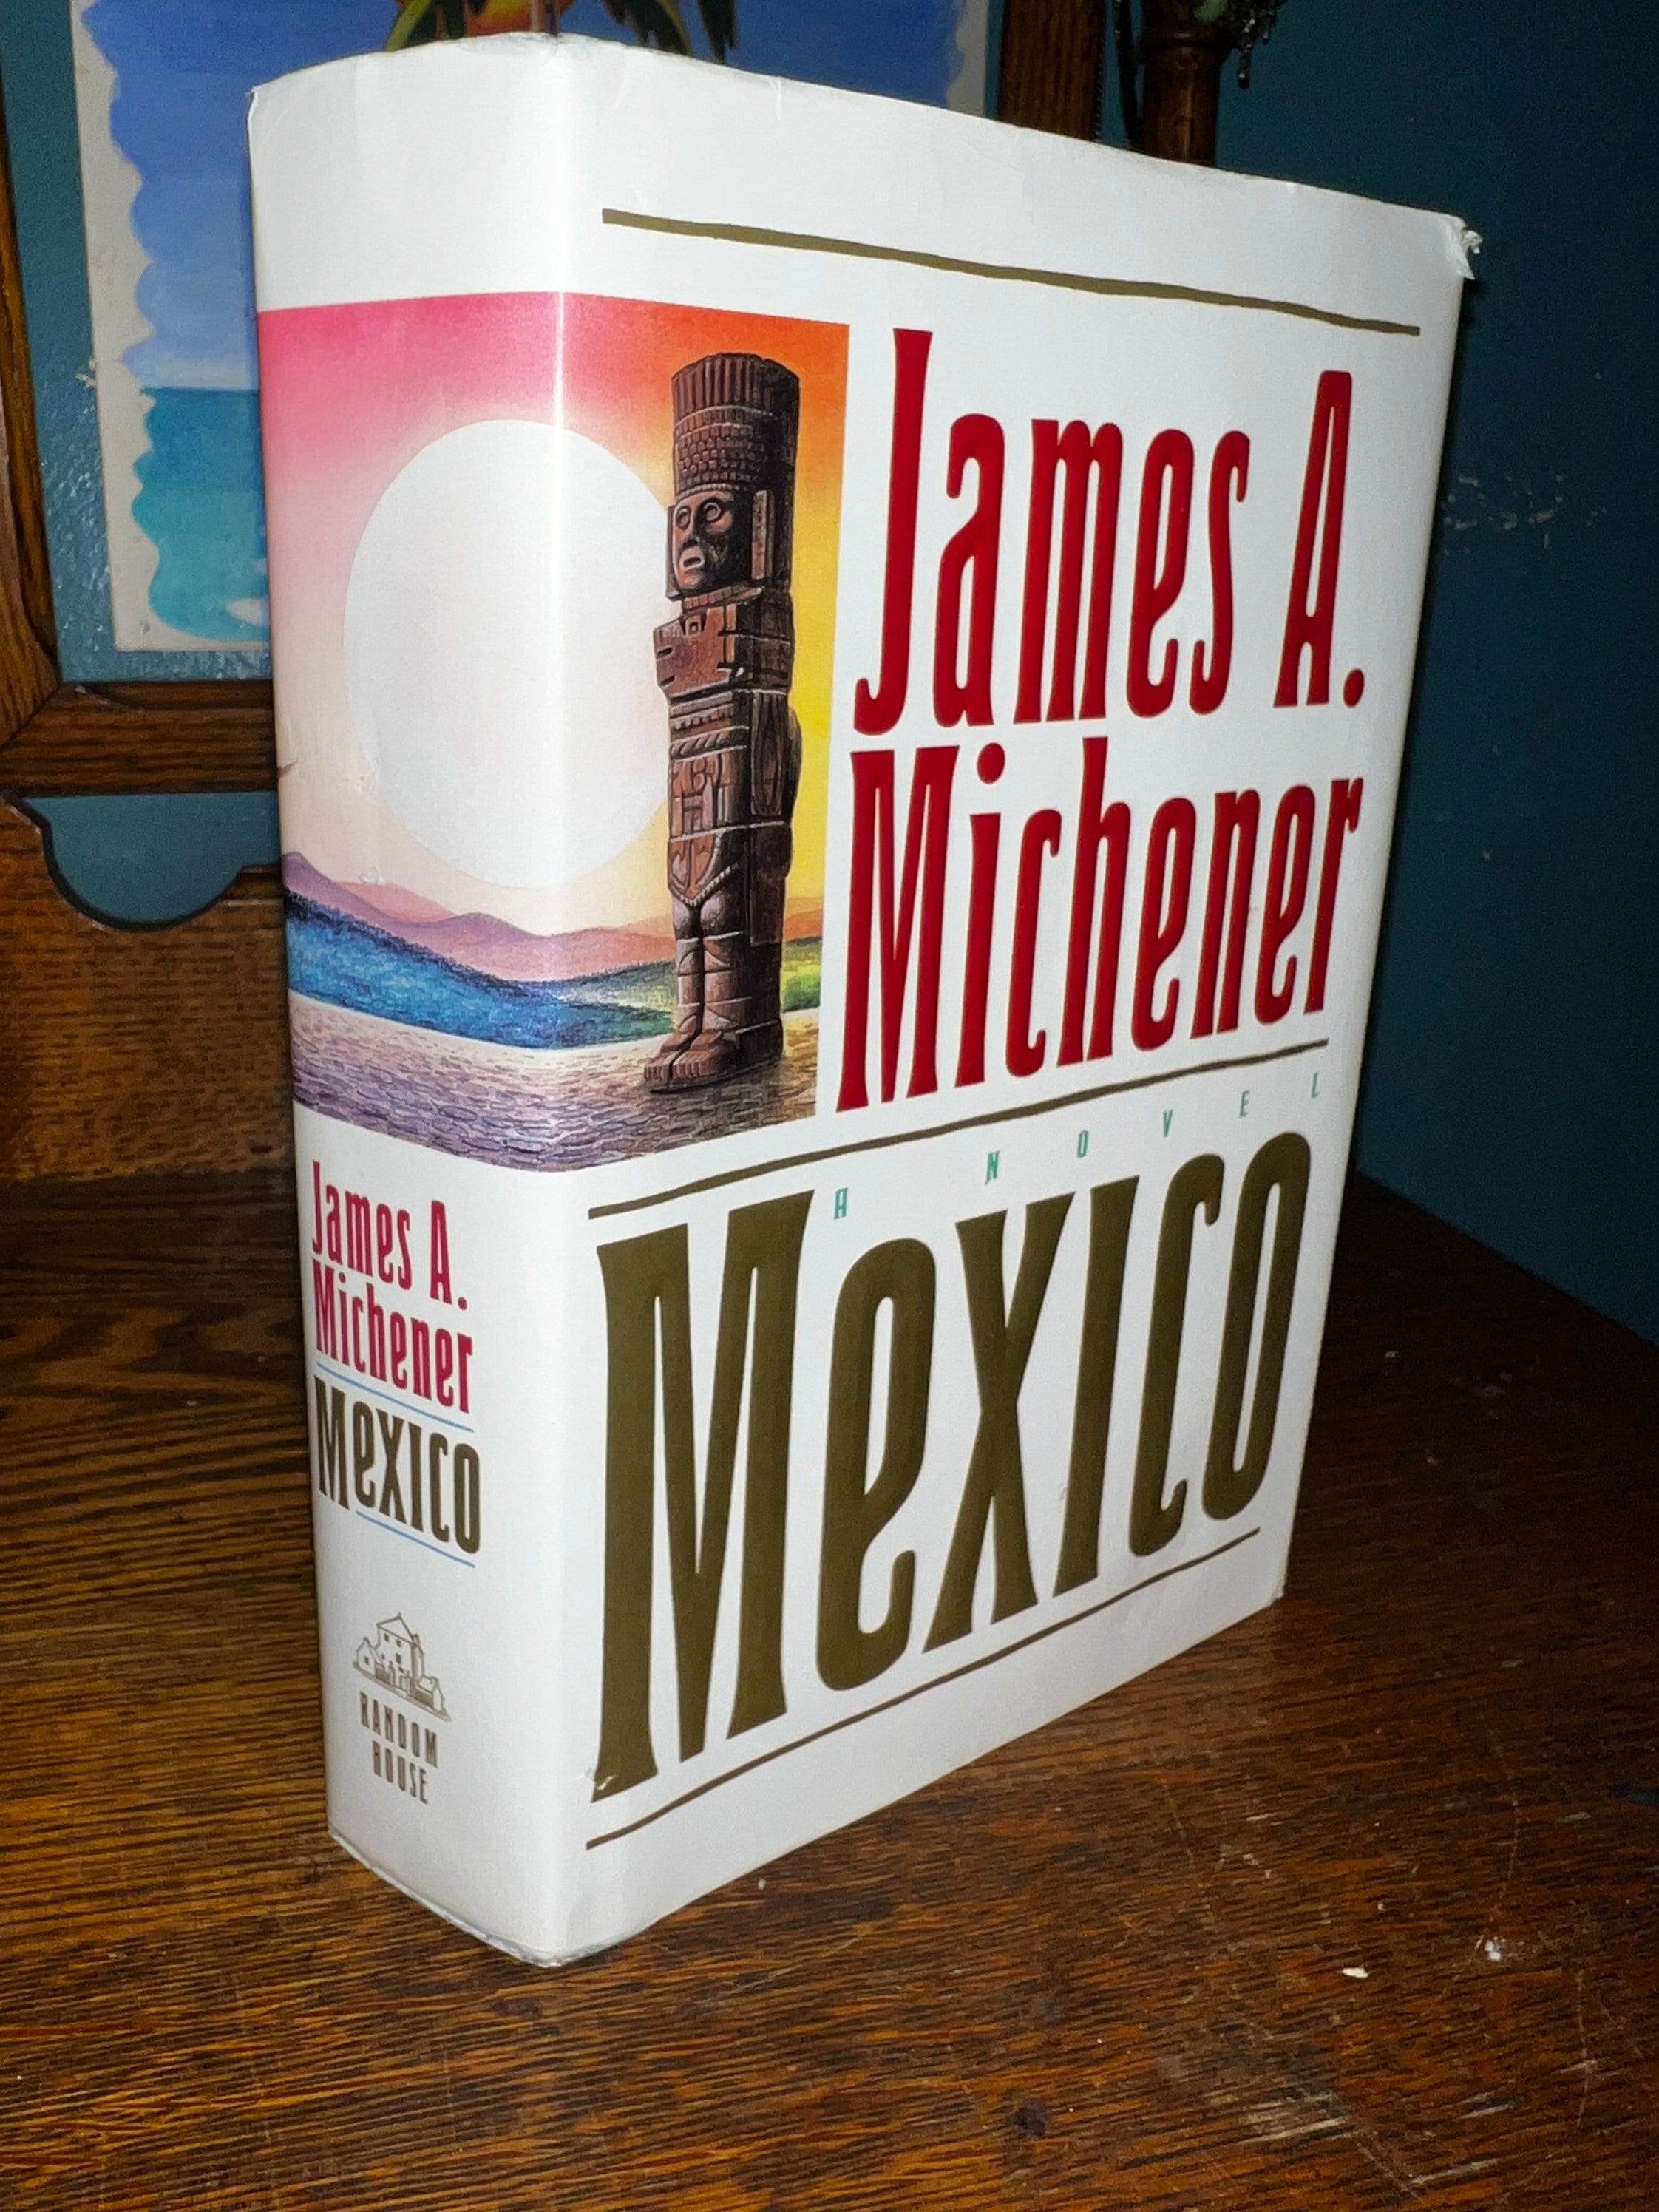 James A.
Michener
A NOVEL
Mexico
James A.
Michener
Mexico
RANDOM
HOUSE